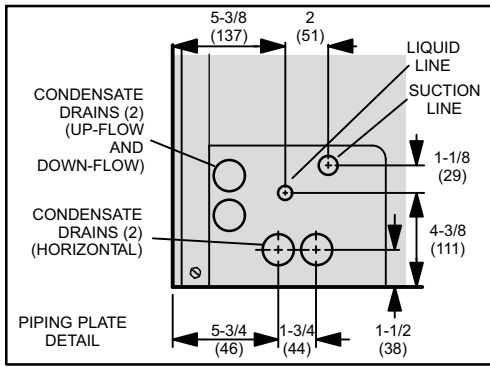 5-3/8
(137)
2
(51)
LIQUID
LINE
SUCTION
LINE
CONDENSATE
DRAINS (2)
(UP-FLOW
AND
DOWN-FLOW)
1-1/8
(29)
CONDENSATE
DRAINS (2)
(HORIZONTAL)
4-3/8
(111)
PIPING PLATE
DETAIL
5-3/4
(46)
1-3/4
(44)
1-1/2
(38)